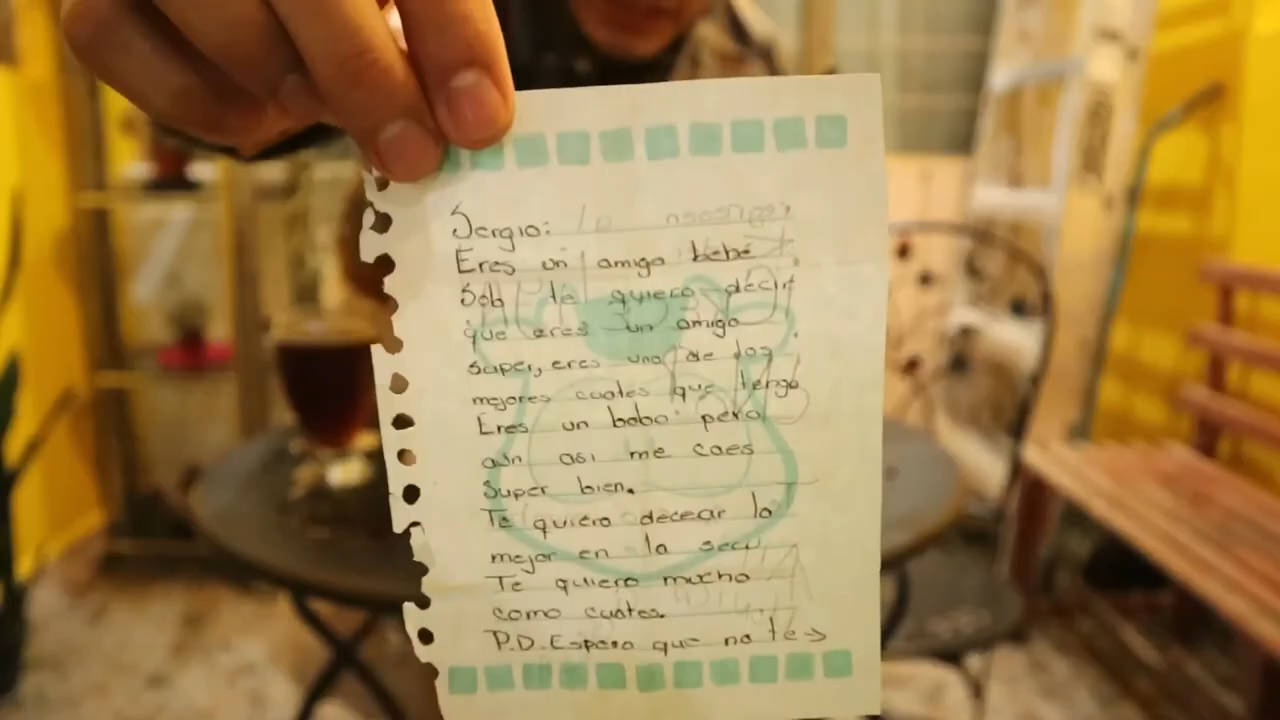 Sergio:
Eres un amigo bebé
Sob te quiero decir
que eres un amigo
super, eres uno de los
mejores cuates que tengo
Eres un bobo pero
aún asi me caes
Super bien.
Te quiero decear lo
mejor en la secu
Te quiero mucho
como cuates.
P.D. Espero que no te →